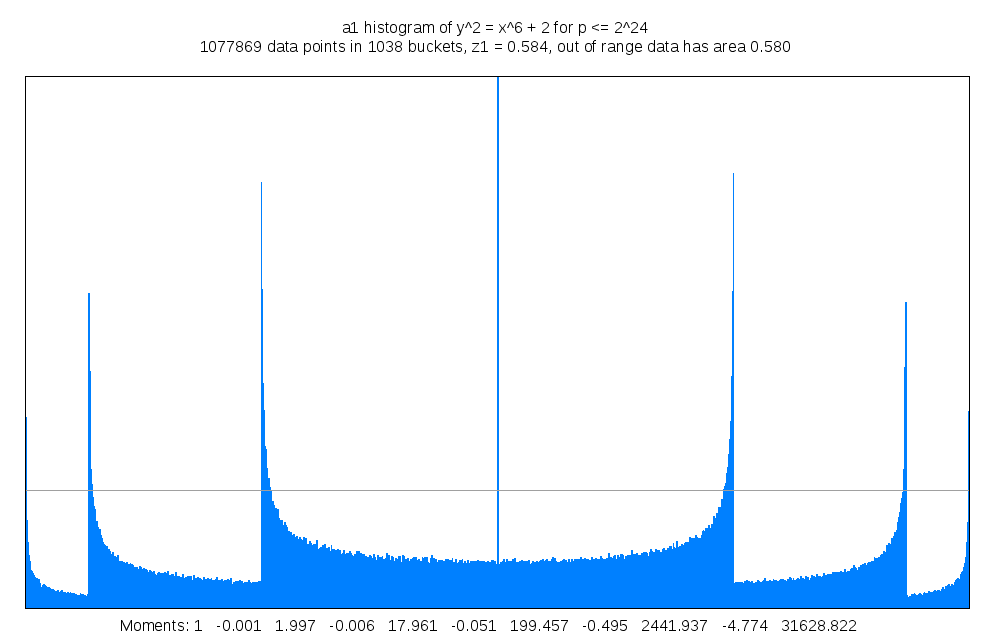 a1 histogram of y^2 = x^6 + 2 for p <= 2^24
1077869 data points in 1038 buckets, z1 = 0.584, out of range data has area 0.580
Moments: 1 -0.001 1.997 -0.006 17.961 -0.051 199.457 -0.495 2441.937 -4.774 31628.822